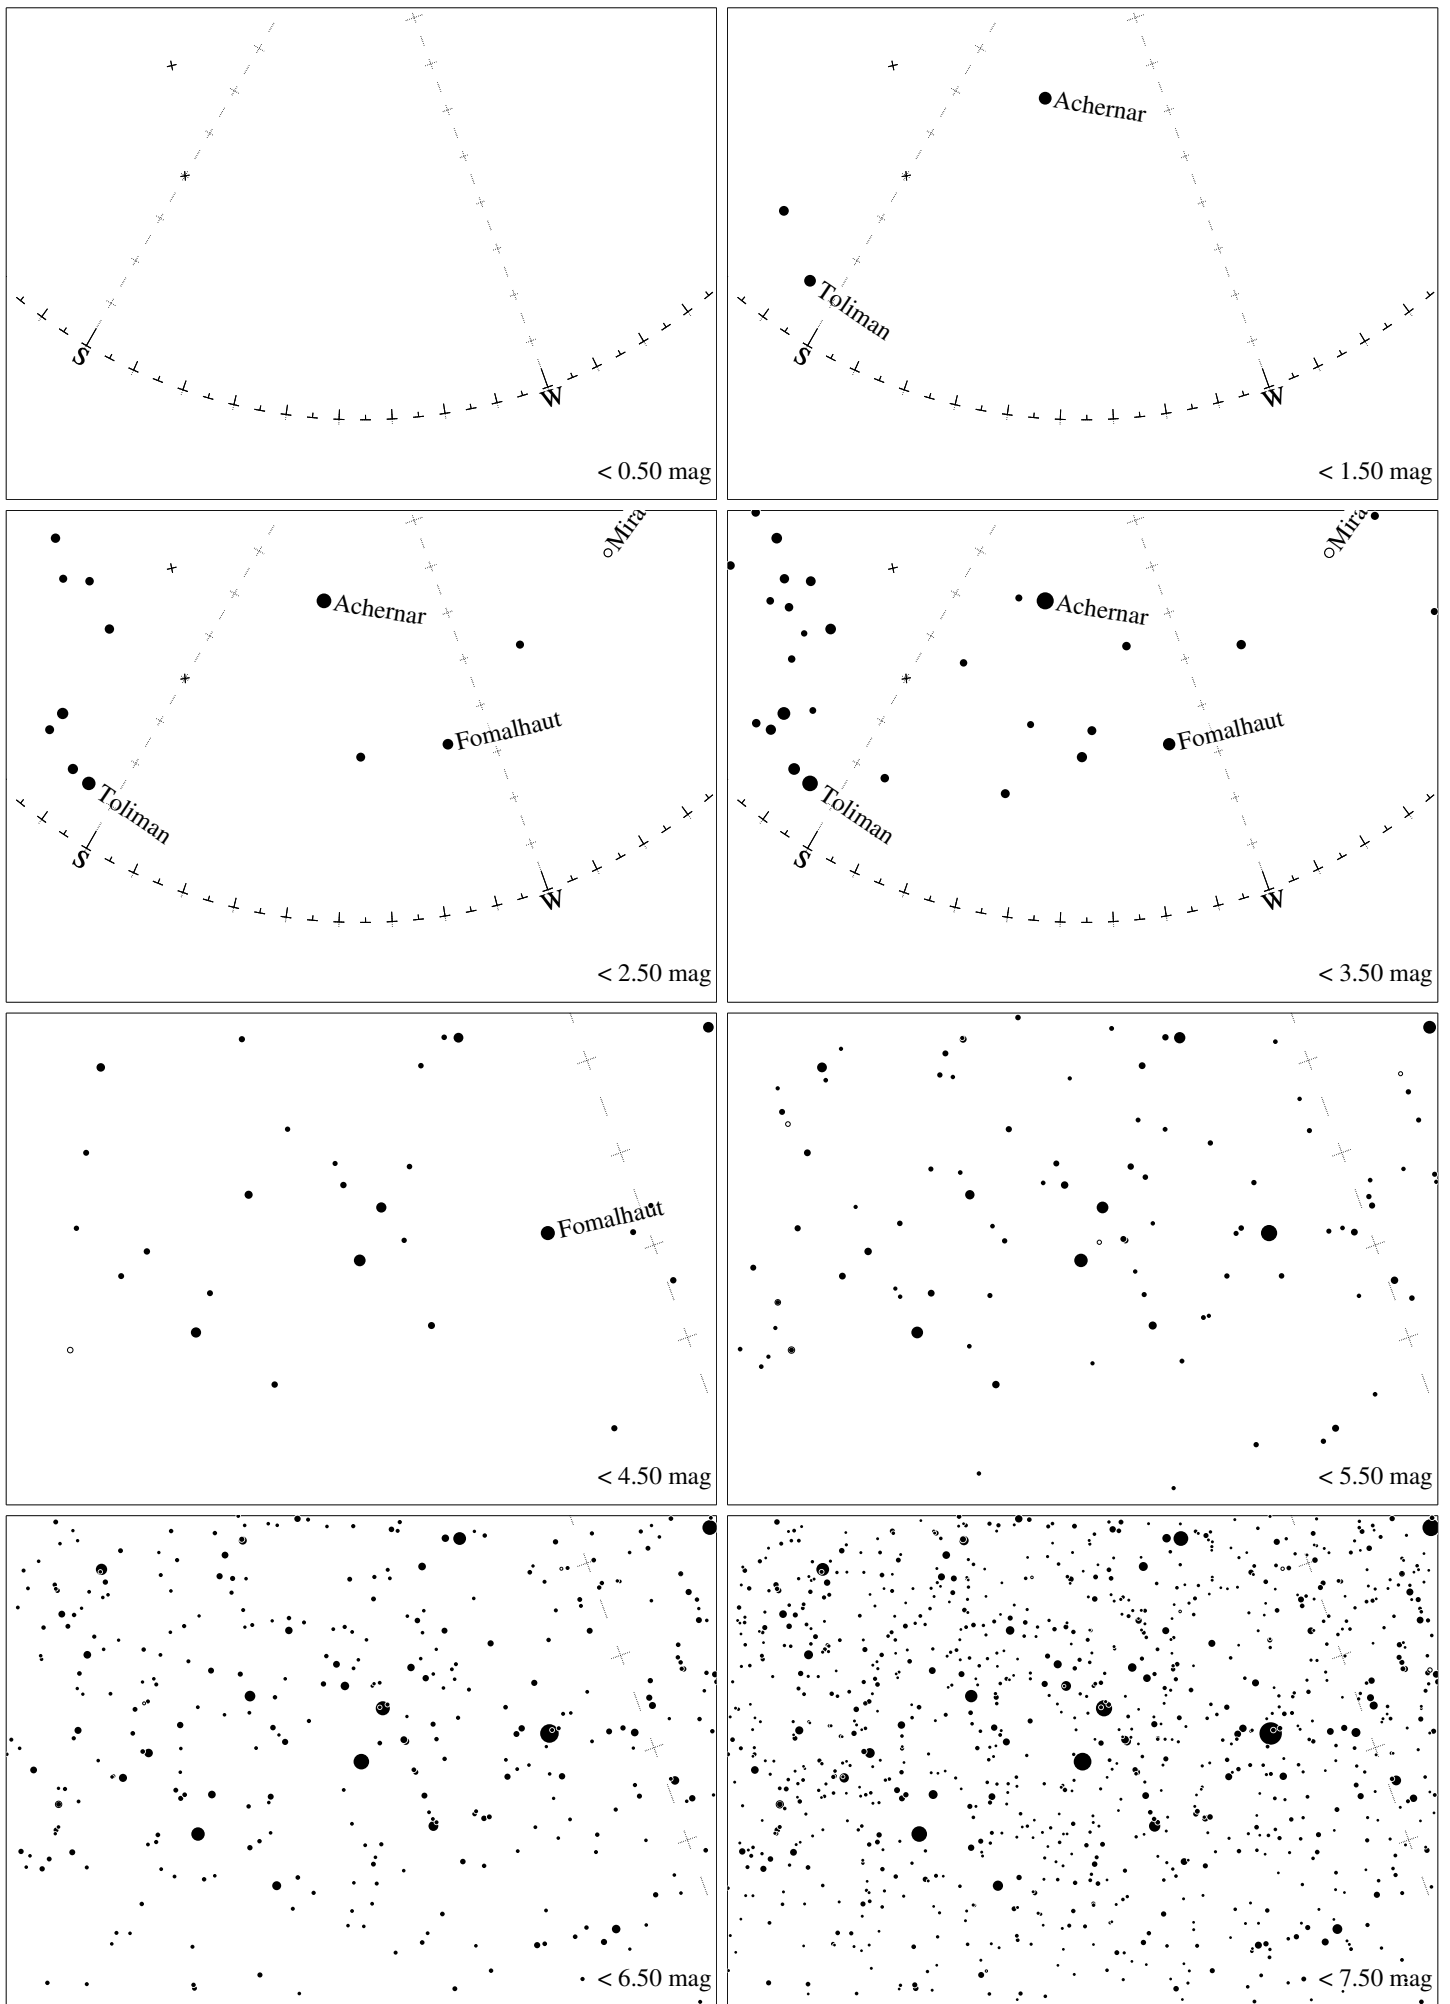 S
W
< 0.50 mag
Achernar
Toliman
S
W
< 1.50 mag
Mira
Achernar
Fomalhaut
Toliman
S
W
< 2.50 mag
Mira
Achernar
Fomalhaut
Toliman
S
W
< 3.50 mag
Fomalhaut
< 4.50 mag
< 5.50 mag
< 6.50 mag
< 7.50 mag